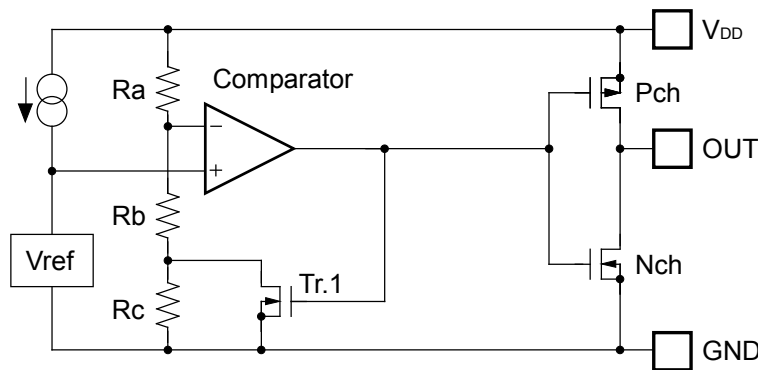 VDD
Ra
Comparator
Pch
−
OUT
+
Rb
Vref
Tr.1
Nch
Rc
GND